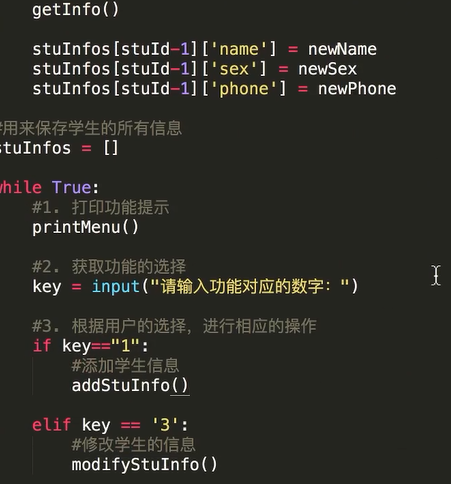 getInfo()
stuInfos[stuId-1]['name'] = newName
stuInfos[stuId-1]['sex'] = newSex
stuInfos[stuId-1]['phone'] = newPhone
#用来保存学生的所有信息
stuInfos = []
while True:
#1. 打印功能提示
printMenu()
#2. 获取功能的选择
key = input("请输入功能对应的数字：")
#3. 根据用户的选择，进行相应的操作
if key=="1":
#添加学生信息
addStuInfo()
elif key == '3':
#修改学生的信息
modifyStuInfo()